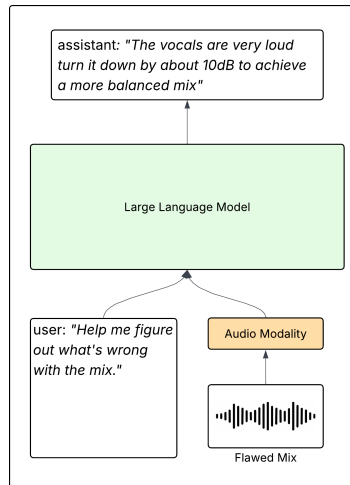 assistant: "The vocals are very loud
turn it down by about 10dB to achieve
a more balanced mix"
Large Language Model
user: "Help me figure
out what's wrong
with the mix."
Audio Modality
Flawed Mix